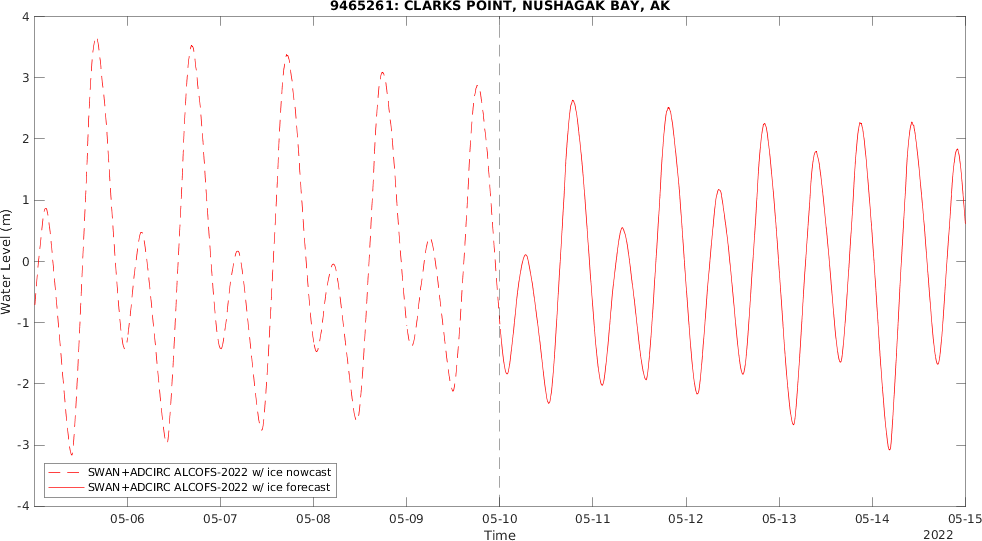 9465261: CLARKS POINT, NUSHAGAK BAY, AK
4
3
2
1
0
-1
-2
-3
-4
Water Level (m)
SWAN+ADCIRC ALCOFS-2022 w/ ice nowcast
SWAN+ADCIRC ALCOFS-2022 w/ ice forecast
05-06 05-07 05-08 05-09 05-10 05-11 05-12 05-13 05-14 05-15
Time
2022